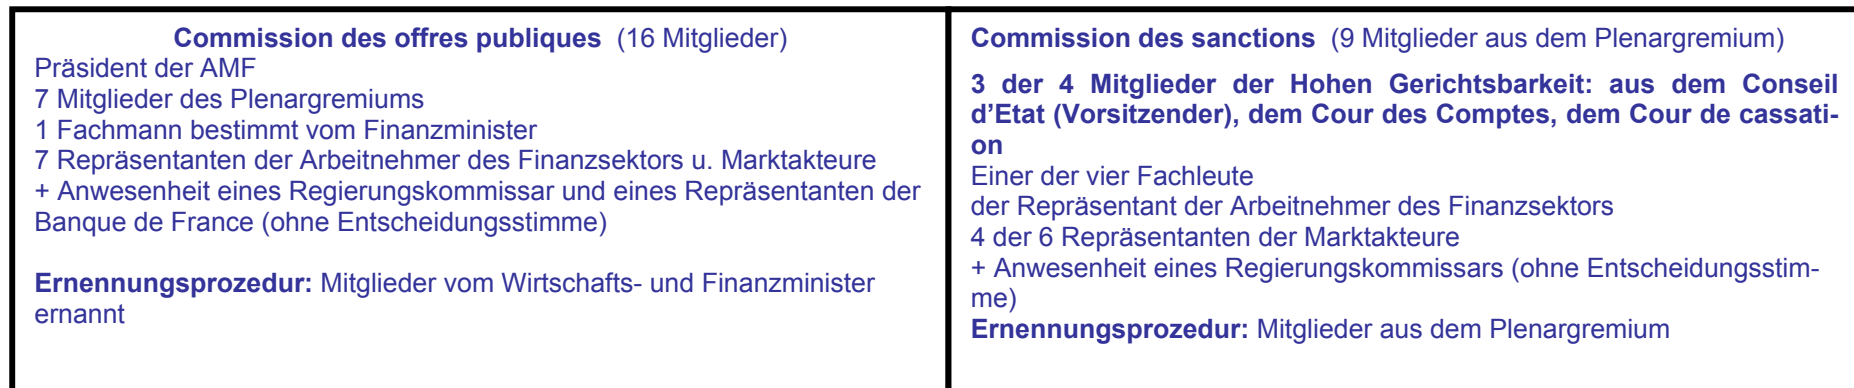 Commission des offres publiques (16 Mitglieder)
Präsident der AMF
7 Mitglieder des Plenargremiums
1 Fachmann bestimmt vom Finanzminister
7 Repräsentanten der Arbeitnehmer des Finanzsektors u. Marktakteure
+ Anwesenheit eines Regierungskommissar und eines Repräsentanten der
Banque de France (ohne Entscheidungsstimme)
Ernennungsprozedur: Mitglieder vom Wirtschafts- und Finanzminister
ernannt
Commission des sanctions (9 Mitglieder aus dem Plenargremium)
3 der 4 Mitglieder der Hohen Gerichtsbarkeit: aus dem Conseil
d’Etat (Vorsitzender), dem Cour des Comptes, dem Cour de cassati-
on
Einer der vier Fachleute
der Repräsentant der Arbeitnehmer des Finanzsektors
4 der 6 Repräsentanten der Marktakteure
+ Anwesenheit eines Regierungskommissars (ohne Entscheidungsstim-
me)
Ernennungsprozedur: Mitglieder aus dem Plenargremium